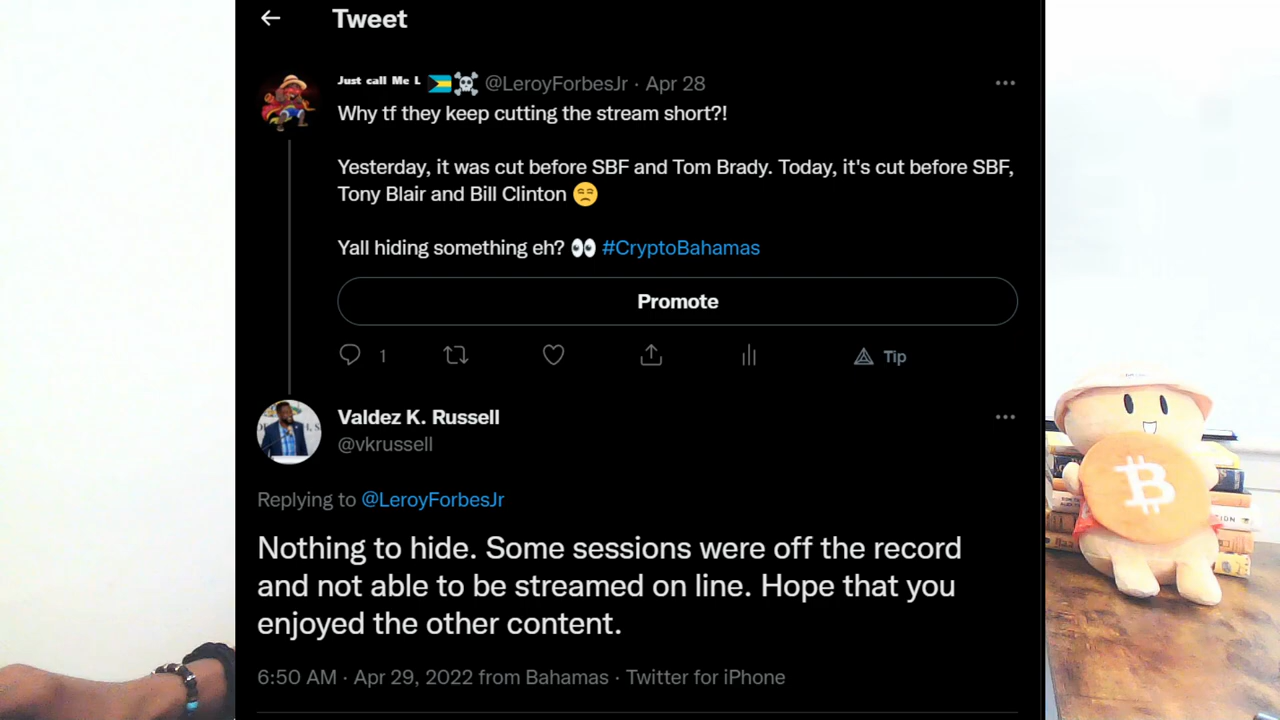 ← Tweet
Just call Me L 🇧🇸☠ @LeroyForbesJr · Apr 28
Why tf they keep cutting the stream short?!
Yesterday, it was cut before SBF and Tom Brady. Today, it's cut before SBF,
Tony Blair and Bill Clinton 😒
Yall hiding something eh? 👀 #CryptoBahamas
Promote
1
Tip
Valdez K. Russell
@vkrussell
Replying to @LeroyForbesJr
Nothing to hide. Some sessions were off the record
and not able to be streamed on line. Hope that you
enjoyed the other content.
6:50 AM · Apr 29, 2022 from Bahamas · Twitter for iPhone